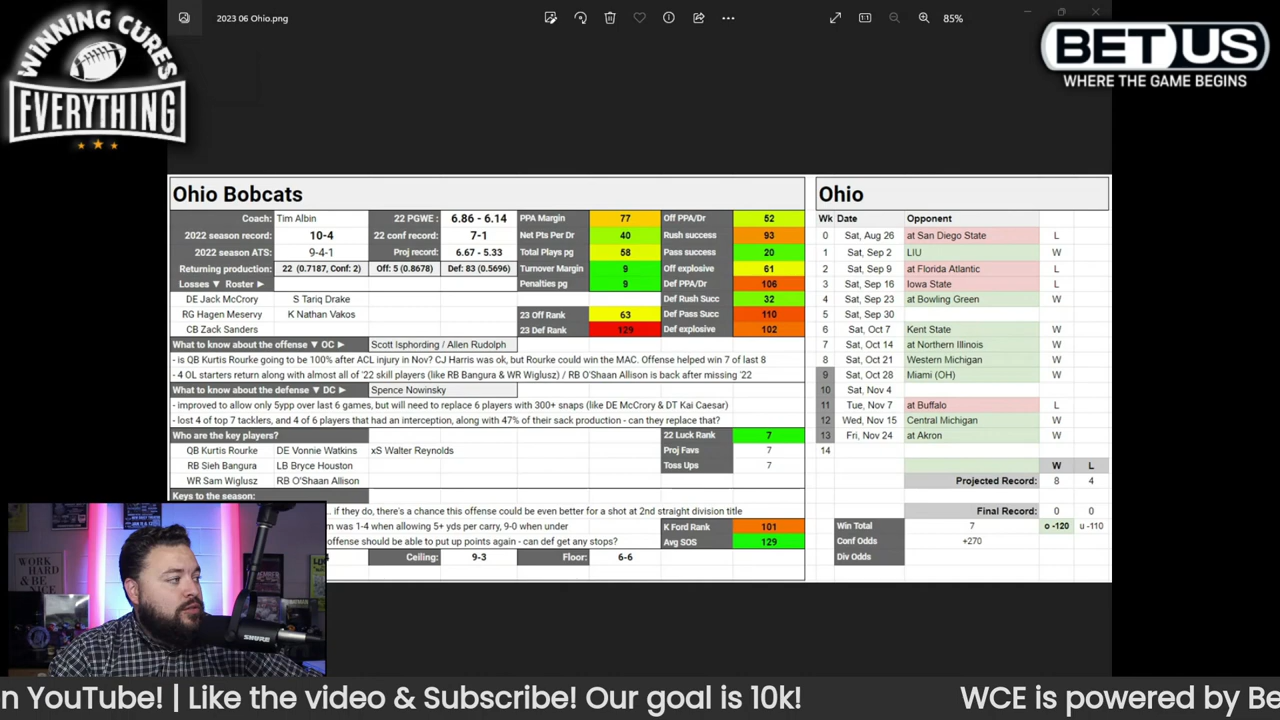 2023 06 Ohio.png
85%
WINNING CURES
EVERYTHING
BETUS
WHERE THE GAME BEGINS
Ohio Bobcats
Coach: Tim Albin 22 PGWE : 6.86 - 6.14 PPA Margin 77 Off PPA/Dr 52
2022 season record: 10-4 22 conf record: 7-1 Net Pts Per Dr 40 Rush success 93
2022 season ATS: 9-4-1 Proj record: 6.67 - 5.33 Total Plays pg 58 Pass success 20
Returning production: 22 (0.7187, Conf: 2) Off: 5 (0.8678) Def: 83 (0.5696) Turnover Margin 9 Off explosive 61
Losses ▼ Roster ► Penalties pg 9 Def PPA/Dr 106
DE Jack McCrory S Tariq Drake Def Rush Succ 32
RG Hagen Meservy K Nathan Vakos 23 Off Rank 63 Def Pass Succ 110
CB Zack Sanders 23 Def Rank 129 Def explosive 102
What to know about the offense ▼ OC ► Scott Isphording / Allen Rudolph
- is QB Kurtis Rourke going to be 100% after ACL injury in Nov? CJ Harris was ok, but Rourke could win the MAC. Offense helped win 7 of last 8
- 4 OL starters return along with almost all of '22 skill players (like RB Bangura & WR Wiglusz) / RB O'Shaan Allison is back after missing '22
What to know about the defense ▼ DC ► Spence Nowinsky
- improved to allow only 5ypp over last 6 games, but will need to replace 6 players with 300+ snaps (like DE McCrory & DT Kai Caesar)
- lost 4 of top 7 tacklers, and 4 of 6 players that had an interception, along with 47% of their sack production - can they replace that?
Who are the key players? 22 Luck Rank 7
QB Kurtis Rourke DE Vonnie Watkins xS Walter Reynolds Proj Favs 7
RB Sieh Bangura LB Bryce Houston Toss Ups 7
WR Sam Wiglusz RB O'Shaan Allison
Keys to the season:
... if they do, there's a chance this offense could be even better for a shot at 2nd straight division title
m was 1-4 when allowing 5+ yds per carry, 9-0 when under K Ford Rank 101
offense should be able to put up points again - can def get any stops? Avg SOS 129
Ceiling: 9-3 Floor: 6-6
Ohio
Wk Date Opponent
0 Sat, Aug 26 at San Diego State L
1 Sat, Sep 2 LIU W
2 Sat, Sep 9 at Florida Atlantic L
3 Sat, Sep 16 Iowa State L
4 Sat, Sep 23 at Bowling Green W
5 Sat, Sep 30
6 Sat, Oct 7 Kent State W
7 Sat, Oct 14 at Northern Illinois W
8 Sat, Oct 21 Western Michigan W
9 Sat, Oct 28 Miami (OH) W
10 Sat, Nov 4
11 Tue, Nov 7 at Buffalo L
12 Wed, Nov 15 Central Michigan W
13 Fri, Nov 24 at Akron W
14
W L
Projected Record: 8 4
Final Record: 0 0
Win Total 7 o -120 u -110
Conf Odds +270
Div Odds
WORK HARD & BE NICE
SHURE
n YouTube! | Like the video & Subscribe! Our goal is 10k! WCE is powered by Be